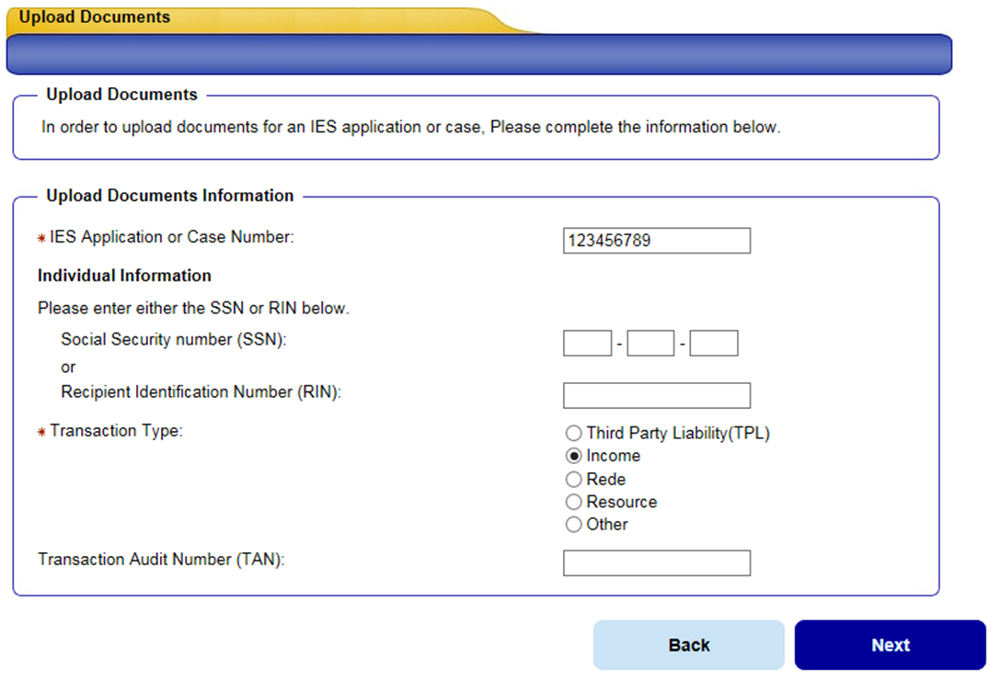 Upload Documents
Upload Documents
In order to upload documents for an IES application or case, Please complete the information below.
Upload Documents Information
* IES Application or Case Number:
123456789
Individual Information
Please enter either the SSN or RIN below.
Social Security number (SSN):
- -
or
Recipient Identification Number (RIN):
* Transaction Type:
Third Party Liability(TPL)
Income
Rede
Resource
Other
Transaction Audit Number (TAN):
Back
Next